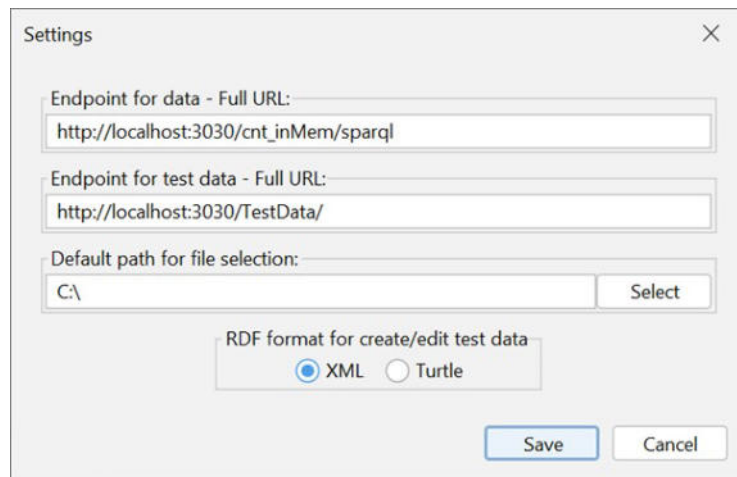 Settings
Endpoint for data - Full URL:
http://localhost:3030/cnt_inMem/sparql
Endpoint for test data - Full URL:
http://localhost:3030/TestData/
Default path for file selection:
C:\
Select
RDF format for create/edit test data
XML Turtle
Save Cancel